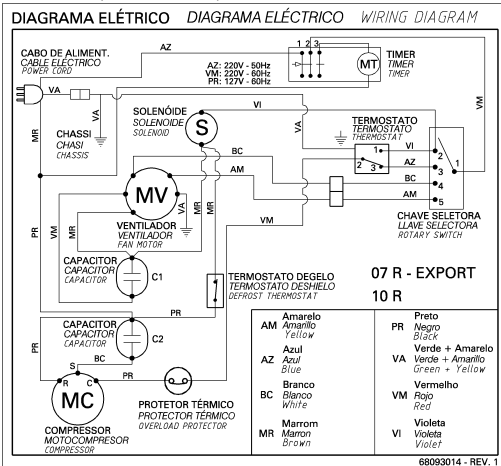 DIAGRAMA ELÉTRICO DIAGRAMA ELÉCTRICO WIRING DIAGRAM
CABO DE ALIMENT.
CABLE ELÉCTRICO
POWER CORD
AZ
AZ: 220V - 50Hz
VM: 220V - 60Hz
PR: 127V - 60Hz
1 2 3
MT
TIMER
TIMER
TIMER
VA
VA
MR
CHASSI
CHASI
CHASSIS
SOLENÓIDE
SOLENOIDE
SOLENOID
S
VI
VA
VM
TERMOSTATO
TERMOSTATO
THERMOSTAT
1
2 3
VI
AZ
BC
AM
2
3
4
5
1
CHAVE SELETORA
LLAVE SELECTORA
ROTARY SWITCH
BC
AM
MV
VA
MR
MR
VM
VENTILADOR
VENTILADOR
FAN MOTOR
PR
VM
MR
CAPACITOR
CAPACITOR
CAPACITOR
C1
TERMOSTATO DEGELO
TERMOSTATO DESHIELO
DEFROST THERMOSTAT
PR
CAPACITOR
CAPACITOR
CAPACITOR
C2
BC
PR
S
R C
MC
PR
COMPRESSOR
MOTOCOMPRESOR
COMPRESSOR
PROTETOR TÉRMICO
PROTECTOR TÉRMICO
OVERLOAD PROTECTOR
07 R - EXPORT
10 R
AM Amarelo
Amarillo
Yellow
AZ Azul
Azul
Blue
BC Branco
Blanco
White
MR Marrom
Marron
Brown
PR Preto
Negro
Black
VA Verde + Amarelo
Verde + Amarillo
Green + Yellow
VM Vermelho
Rojo
Red
VI Violeta
Violeta
Violet
68093014 - REV. 1